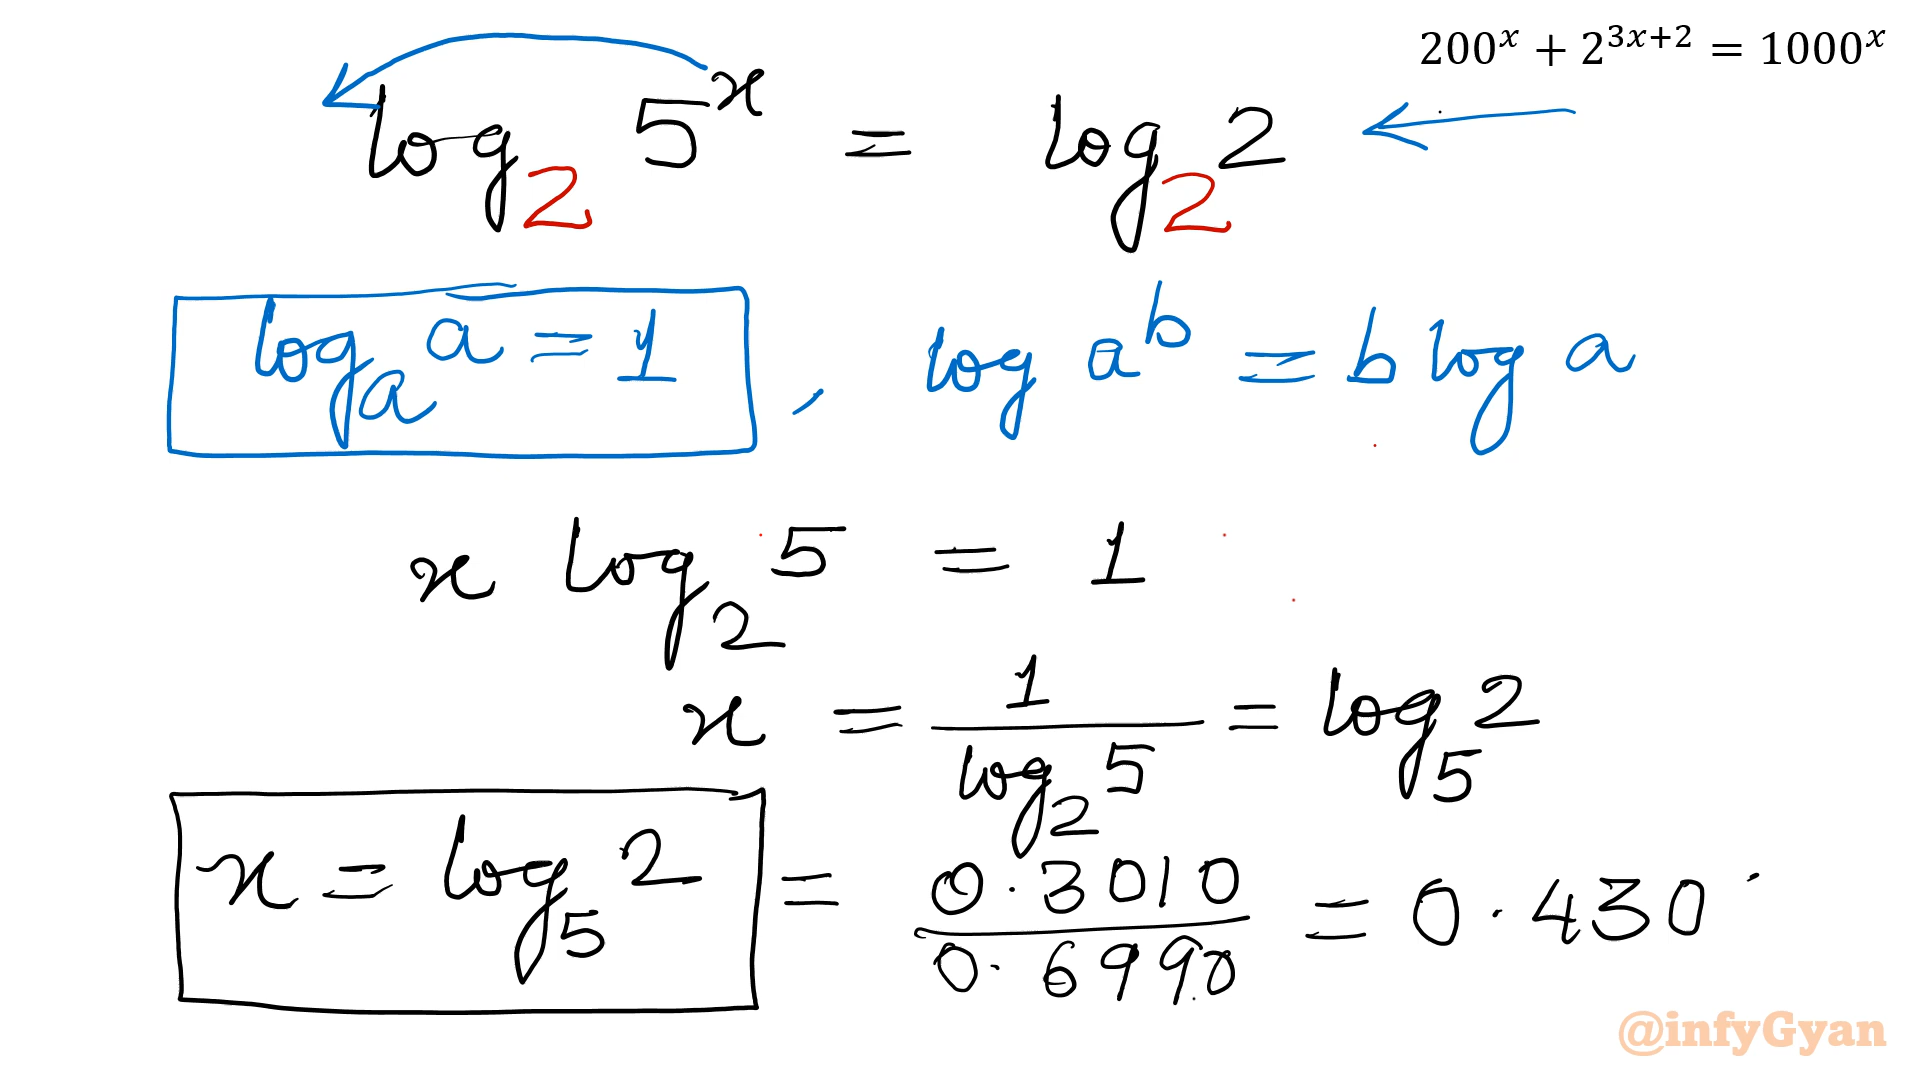 200^x + 2^{3x+2} = 1000^x
log_2 5^x = log_2 2
log_a a = 1 , log a^b = b log a
x log_2 5 = 1
x = 1/log_2 5 = log_5 2
x = log_5 2 = 0.3010/0.6990 = 0.430
@infyGyan